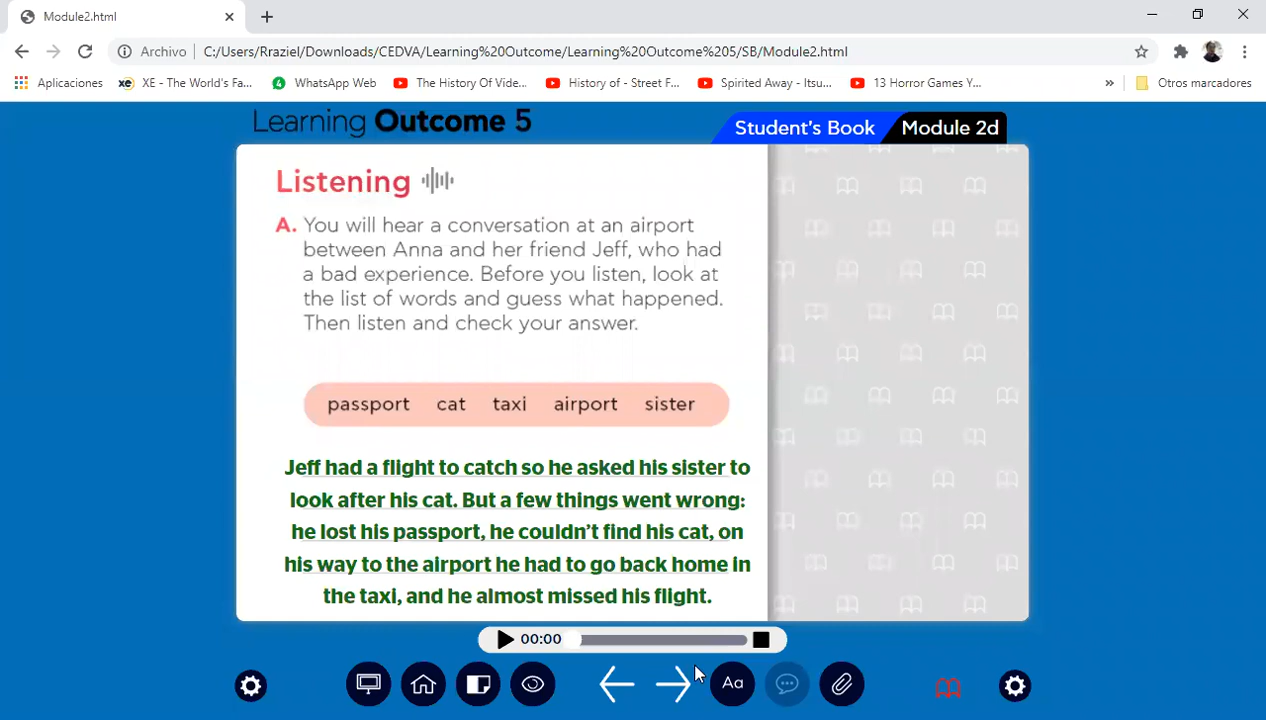 Module2.html
Archivo C:/Users/Rraziel/Downloads/CEDVA/Learning%20Outcome/Learning%20Outcome%205/SB/Module2.html
Aplicaciones XE - The World's Fa... WhatsApp Web The History Of Vide... History of - Street F... Spirited Away - Itsu... 13 Horror Games Y... » Otros marcadores
Learning Outcome 5 Student's Book Module 2d
Listening
A. You will hear a conversation at an airport
between Anna and her friend Jeff, who had
a bad experience. Before you listen, look at
the list of words and guess what happened.
Then listen and check your answer.
passport cat taxi airport sister
Jeff had a flight to catch so he asked his sister to
look after his cat. But a few things went wrong:
he lost his passport, he couldn't find his cat, on
his way to the airport he had to go back home in
the taxi, and he almost missed his flight.
00:00
Aa